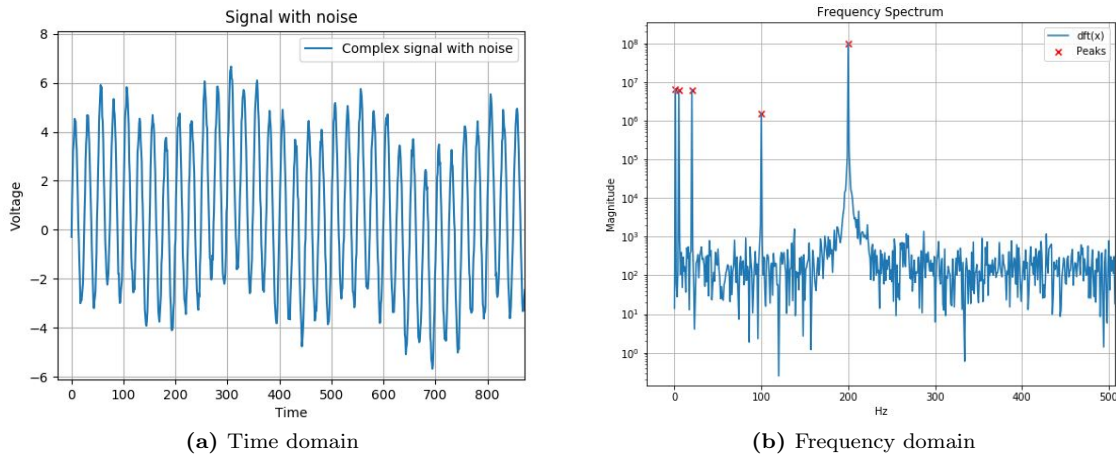 Signal with noise
8
6
4
2
0
−2
−4
−6
Voltage
Complex signal with noise
0 100 200 300 400 500 600 700 800
Time
(a) Time domain
Frequency Spectrum
10⁸
10⁷
10⁶
10⁵
10⁴
10³
10²
10¹
10⁰
Magnitude
dft(x)
Peaks
0 100 200 300 400 500
Hz
(b) Frequency domain